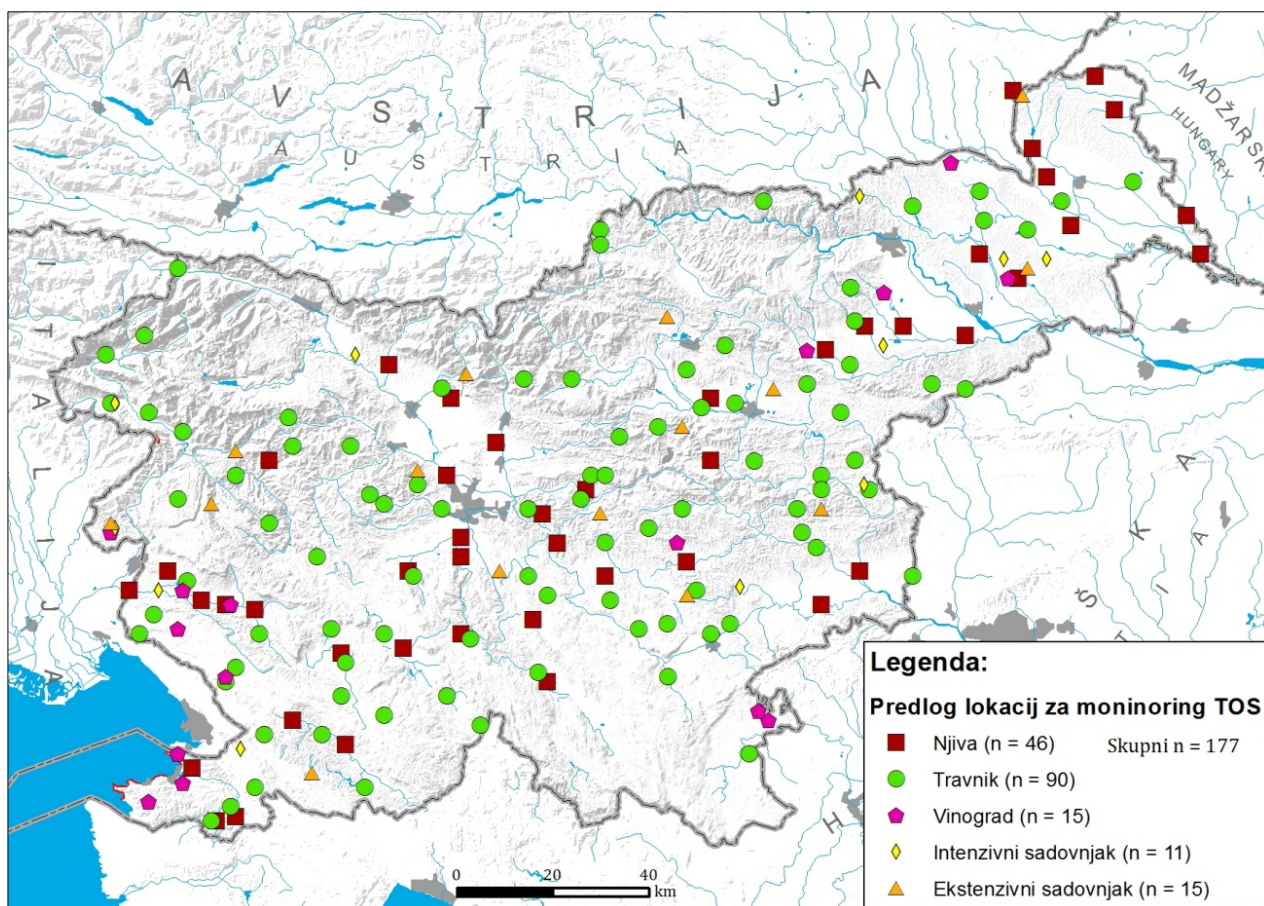 AVSTRIJA
AUSTRIA
MADŽARSKA
HUNGARY
ITALIJA
Legenda:
Predlog lokacij za moninoring TOS
Njiva (n = 46) Skupni n = 177
Travnik (n = 90)
Vinograd (n = 15)
Intenzivni sadovnjak (n = 11)
Ekstenzivni sadovnjak (n = 15)
0 20 40
km